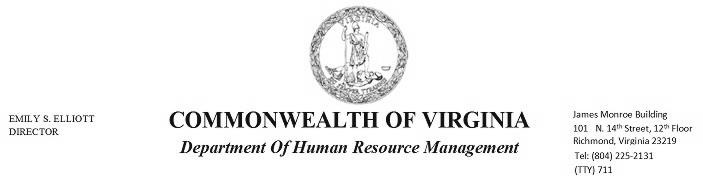 EMILY S. ELLIOTT
DIRECTOR
COMMONWEALTH OF VIRGINIA
Department Of Human Resource Management
James Monroe Building
101 N. 14th Street, 12th Floor
Richmond, Virginia 23219
Tel: (804) 225-2131
(TTY) 711